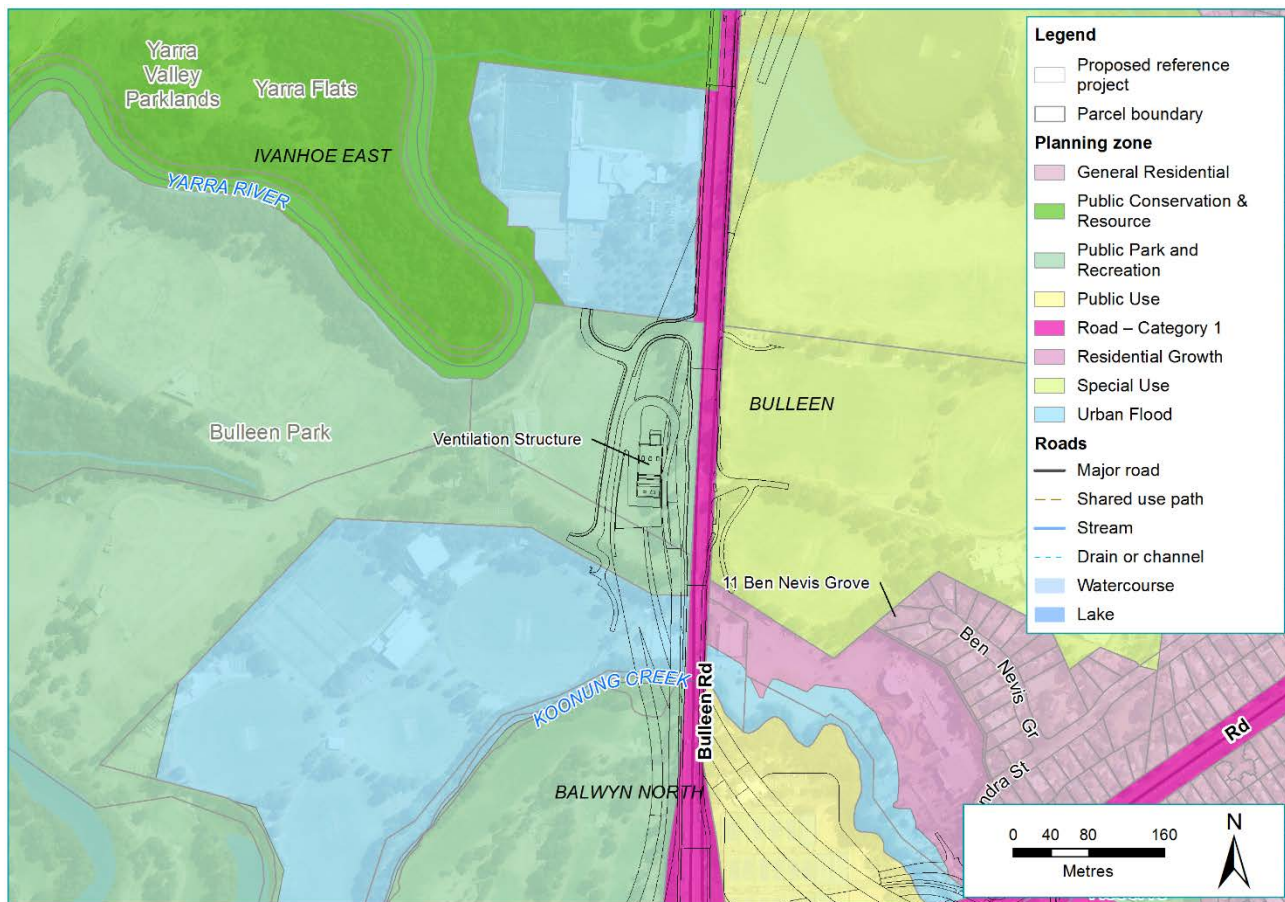 Yarra
Valley
Parklands
Yarra Flats
IVANHOE EAST
YARRA RIVER
Bulleen Park
Ventilation Structure
BULLEEN
11 Ben Nevis Grove
Ben Nevis Gr
KOONUNG CREEK
Bulleen Rd
BALWYN NORTH
ndra St
Rd
Legend
Proposed reference
project
Parcel boundary
Planning zone
General Residential
Public Conservation &
Resource
Public Park and
Recreation
Public Use
Road – Category 1
Residential Growth
Special Use
Urban Flood
Roads
Major road
Shared use path
Stream
Drain or channel
Watercourse
Lake
0 40 80 160
Metres
N